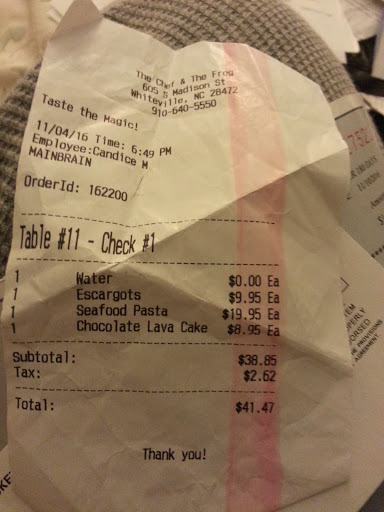 The Chef & The Frog
605 S Madison St
Whiteville, NC 28472
910-640-5550
Taste the Magic!
11/04/16 Time: 6:49 PM
Employee:Candice M
MAINBRAIN
OrderId: 162200
Table #11 - Check #1
1 Water $0.00 Ea
1 Escargots $9.95 Ea
1 Seafood Pasta $19.95 Ea
1 Chocolate Lava Cake $8.95 Ea
Subtotal: $38.85
Tax: $2.62
Total: $41.47
Thank you!